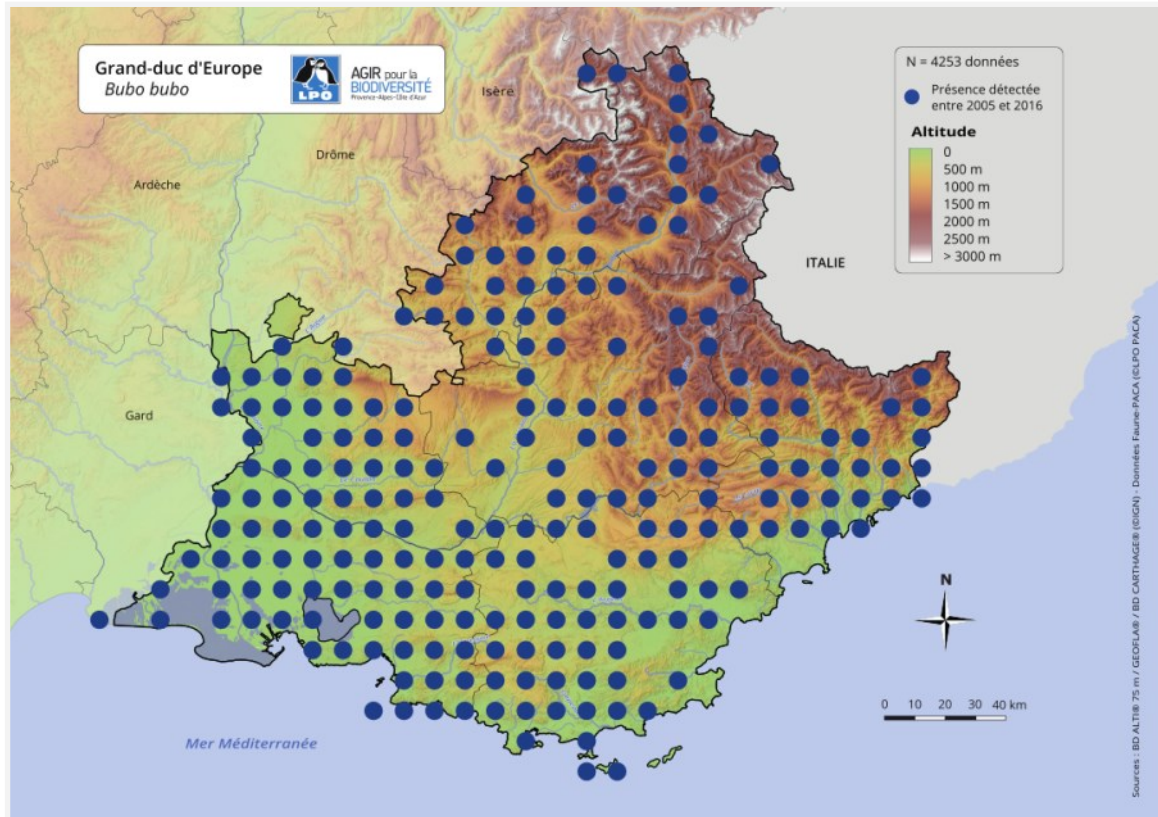 Grand-duc d'Europe
Bubo bubo
LPO
AGIR pour la
BIODIVERSITÉ
Provence-Alpes-Côte d'Azur
N = 4253 données
Présence détectée
entre 2005 et 2016
Altitude
0
500 m
1000 m
1500 m
2000 m
2500 m
> 3000 m
Isère
Drôme
Ardèche
ITALIE
Gard
N
0 10 20 30 40 km
Mer Méditerranée
Sources : BD ALTI® 75 m / GEOFLA® / BD CARTHAGE® (©IGN) - Données Faune-PACA (©LPO PACA)